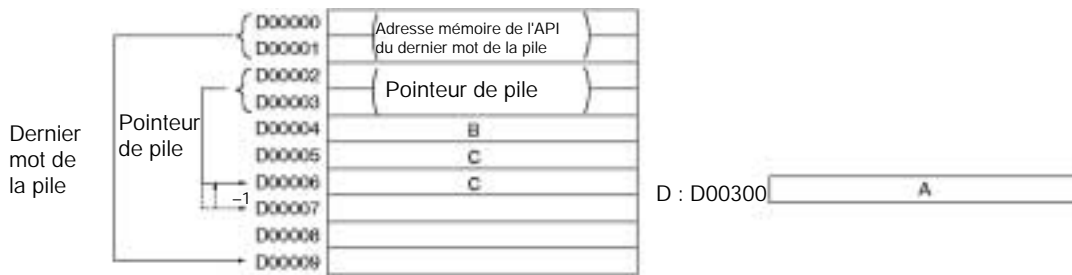 D00000
Adresse mémoire de l'API
D00001
du dernier mot de la pile
D00002
Pointeur de pile
D00003
Dernier
mot de
la pile
Pointeur
de pile
D00004 B
D00005 C
D00006 C
–1
D00007
D00008
D00009
D : D00300 A